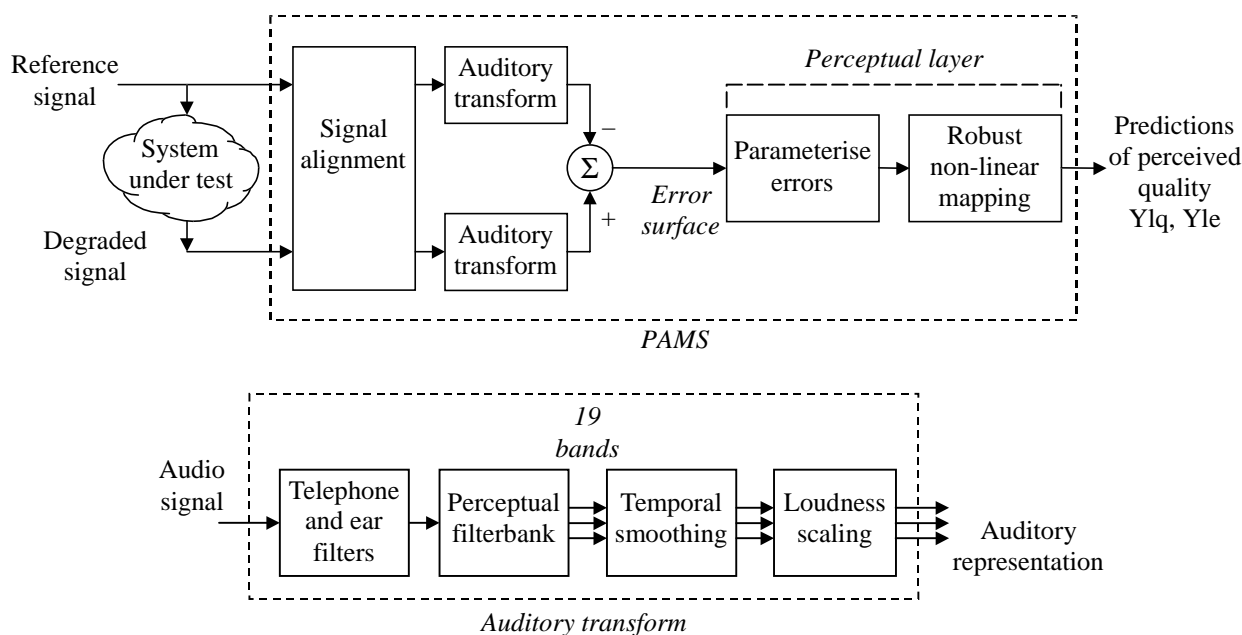 Reference
signal
System
under test
Degraded
signal
Signal
alignment
Auditory
transform
Auditory
transform
−
Σ
+
Error
surface
Perceptual layer
Parameterise
errors
Robust
non-linear
mapping
Predictions
of perceived
quality
Ylq, Yle
PAMS
19
bands
Audio
signal
Telephone
and ear
filters
Perceptual
filterbank
Temporal
smoothing
Loudness
scaling
Auditory
representation
Auditory transform